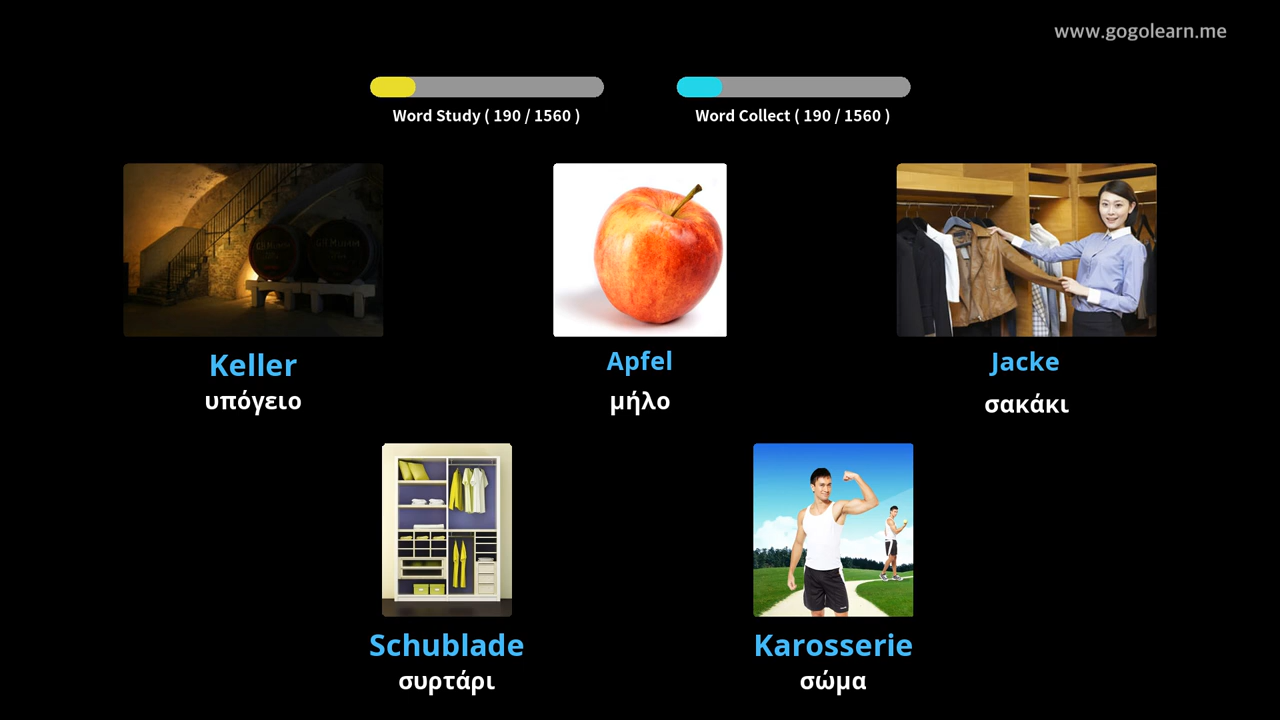 www.gogolearn.me
Word Study ( 190 / 1560 )
Word Collect ( 190 / 1560 )
Keller
υπόγειο
Apfel
μήλο
Jacke
σακάκι
Schublade
συρτάρι
Karosserie
σώμα